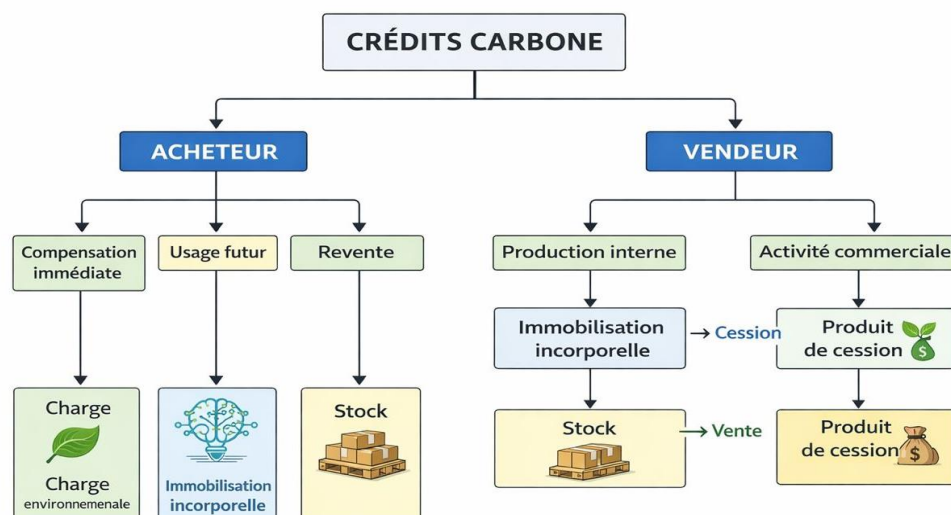 CRÉDITS CARBONE
ACHETEUR
VENDEUR
Compensation
immédiate
Usage futur
Revente
Production interne
Activité commerciale
Immobilisation
incorporelle
→ Cession
Produit
de cession
$
Charge
Charge
environnemenale
Immobilisation
incorporelle
Stock
Stock
→ Vente
Produit
de cession
$